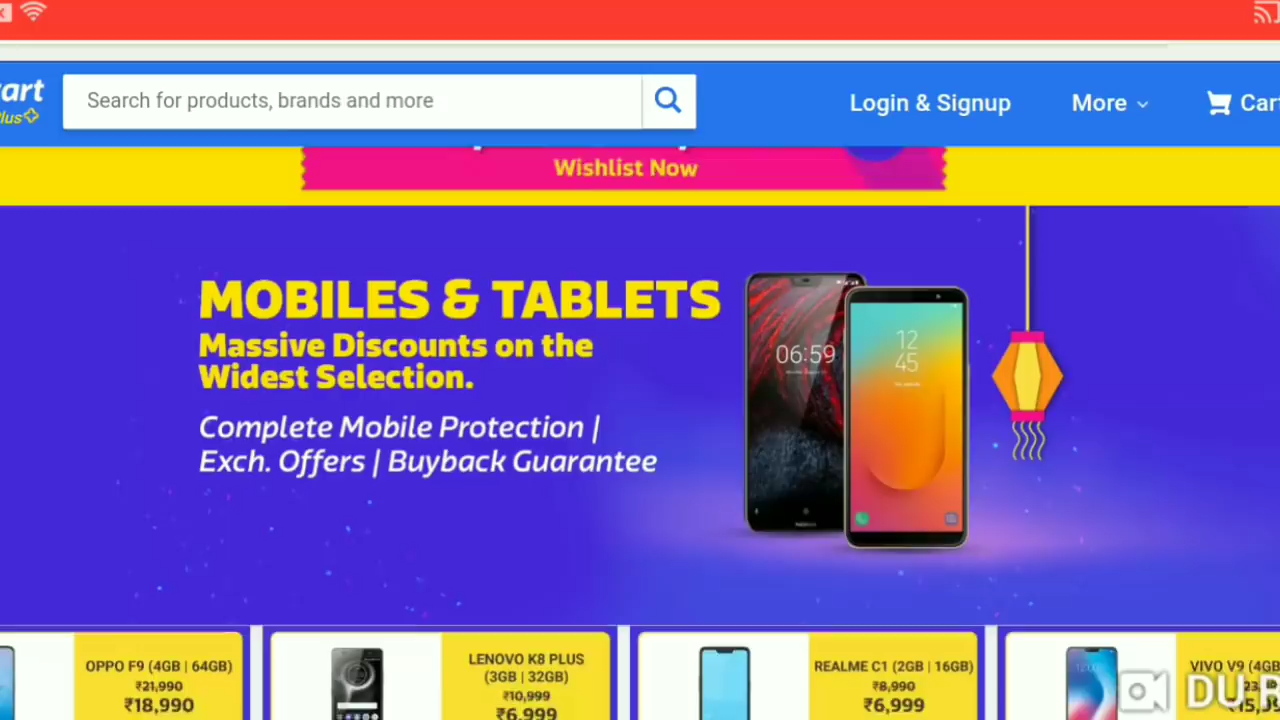 art
Plus
Search for products, brands and more
Login & Signup
More
Cart
Wishlist Now
MOBILES & TABLETS
Massive Discounts on the
Widest Selection.
Complete Mobile Protection |
Exch. Offers | Buyback Guarantee
06:59
12
45
NOKIA
OPPO F9 (4GB | 64GB)
₹21,990
₹18,990
LENOVO K8 PLUS
(3GB | 32GB)
₹10,999
₹6,999
REALME C1 (2GB | 16GB)
₹8,990
₹6,999
VIVO V9 (4GB
DU R